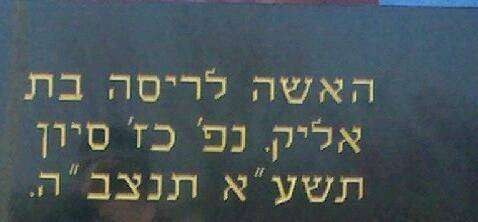 האשה לריסה בת
אליק. נפ' כז' סיון
תשע"א תנצב"ה.